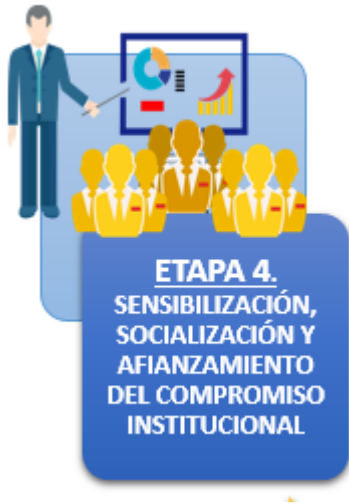 ETAPA 4.
SENSIBILIZACIÓN,
SOCIALIZACIÓN Y
AFIANZAMIENTO
DEL COMPROMISO
INSTITUCIONAL